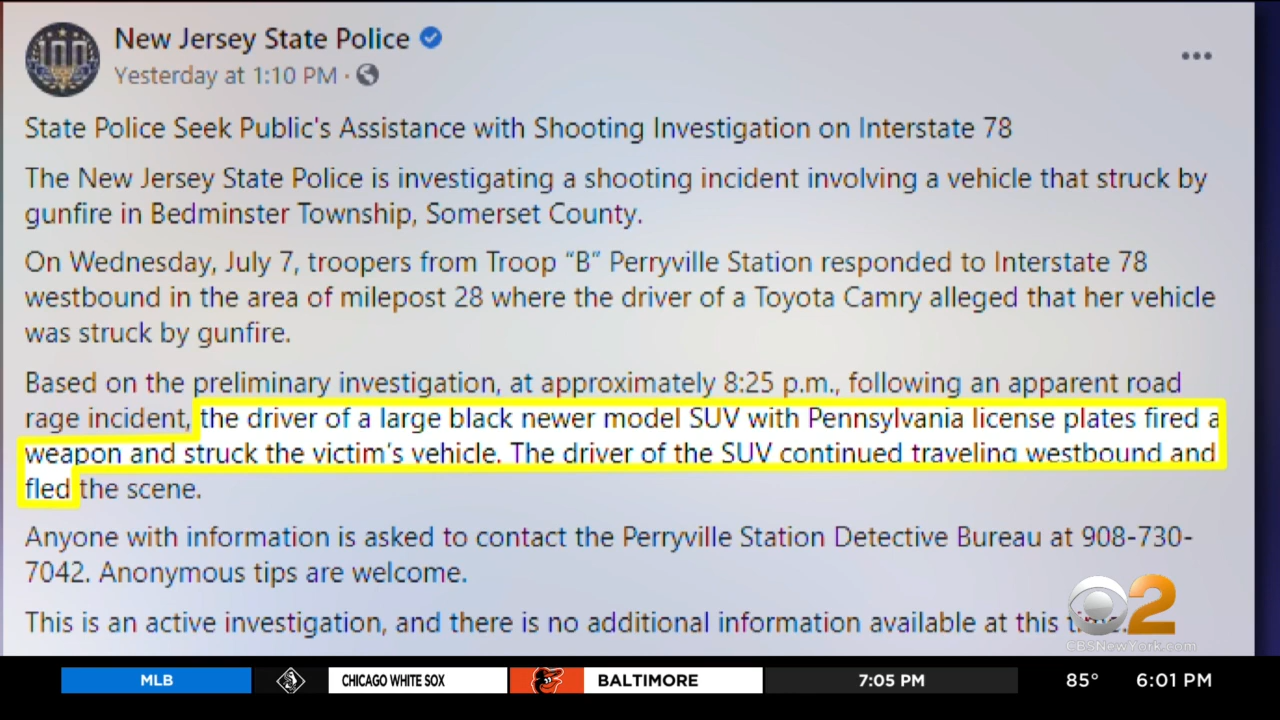 New Jersey State Police
Yesterday at 1:10 PM ·
State Police Seek Public's Assistance with Shooting Investigation on Interstate 78
The New Jersey State Police is investigating a shooting incident involving a vehicle that struck by
gunfire in Bedminster Township, Somerset County.
On Wednesday, July 7, troopers from Troop “B” Perryville Station responded to Interstate 78
westbound in the area of milepost 28 where the driver of a Toyota Camry alleged that her vehicle
was struck by gunfire.
Based on the preliminary investigation, at approximately 8:25 p.m., following an apparent road
rage incident, the driver of a large black newer model SUV with Pennsylvania license plates fired a
weapon and struck the victim's vehicle. The driver of the SUV continued traveling westbound and
fled the scene.
Anyone with information is asked to contact the Perryville Station Detective Bureau at 908-730-
7042. Anonymous tips are welcome.
This is an active investigation, and there is no additional information available at this
2
CBSNewYork.com
MLB CHICAGO WHITE SOX BALTIMORE 7:05 PM 85° 6:01 PM